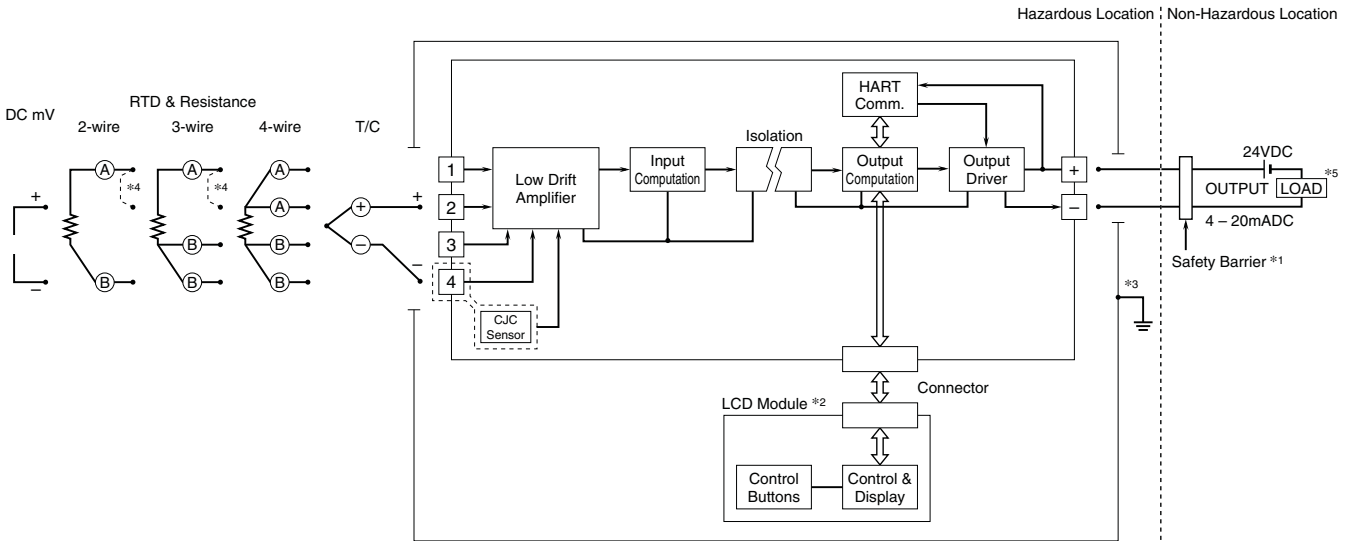 Hazardous Location
Non-Hazardous Location
DC mV
RTD & Resistance
2-wire
3-wire
4-wire
T/C
+
–
A
*4
B
A
*4
B
B
A
A
B
B
+
–
+
–
1
2
3
4
CJC
Sensor
Low Drift
Amplifier
Input
Computation
Isolation
HART
Comm.
Output
Computation
Output
Driver
+
–
24VDC
OUTPUT
LOAD
*5
4 – 20mADC
Safety Barrier *1
*3
Connector
LCD Module *2
Control
Buttons
Control &
Display